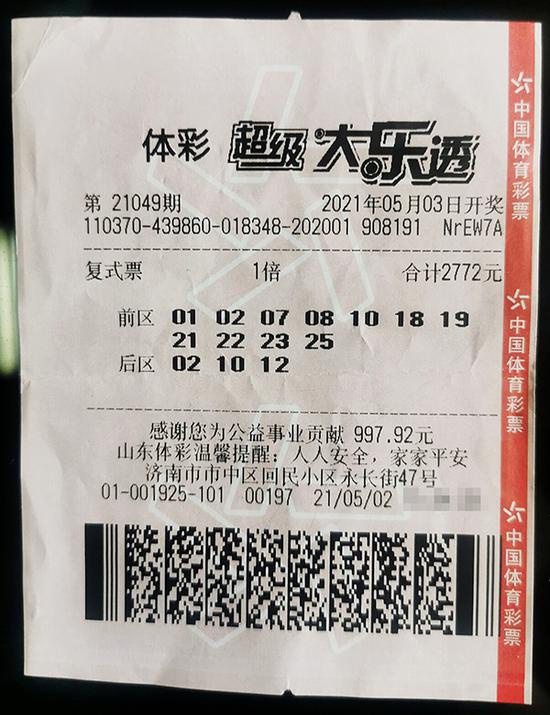 体彩 超级大乐透
第 21049期 2021年05月03日开奖
110370-439860-018348-202001 908191 NrEW7A
复式票 1倍 合计2772元
前区 01 02 07 08 10 18 19
21 22 23 25
后区 02 10 12
感谢您为公益事业贡献 997.92元
山东体彩温馨提醒：人人安全，家家平安
济南市市中区回民小区永长街47号
01-001925-101 00197 21/05/02
中国体育彩票
中国体育彩票
中国体育彩票